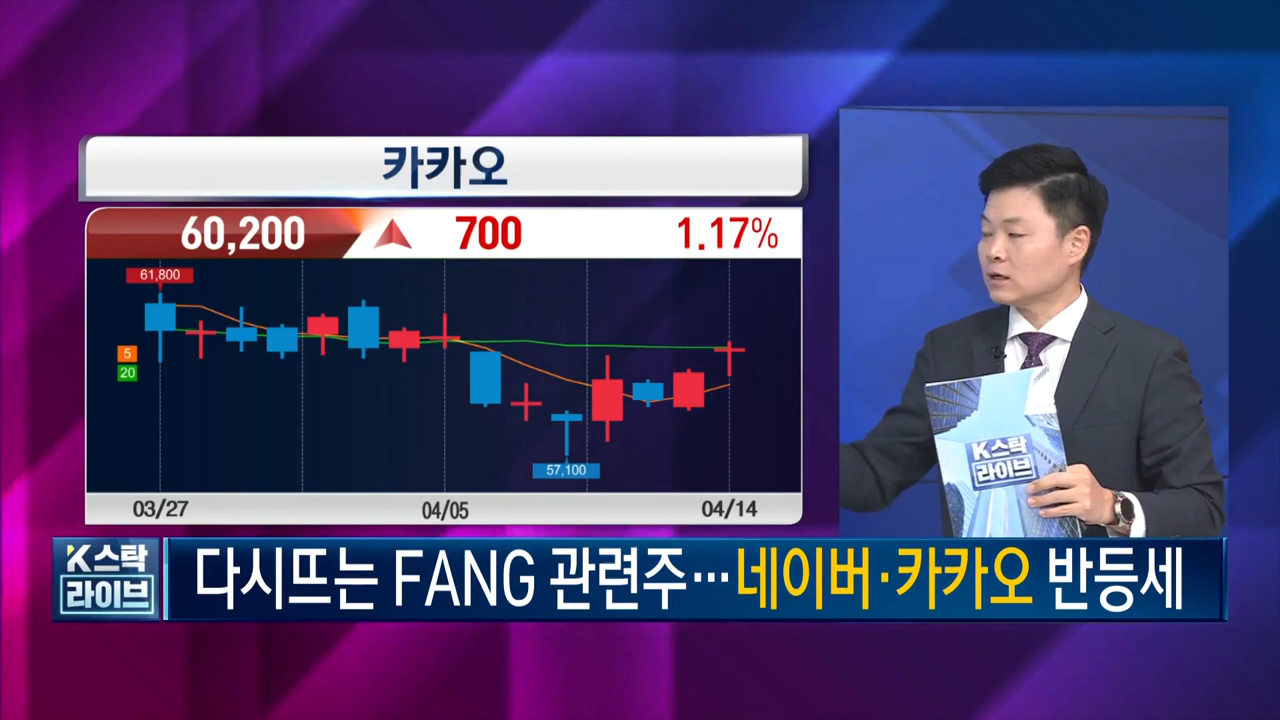 카카오
60,200 ▲ 700 1.17%
61,800
5
20
57,100
03/27 04/05 04/14
K스탁
라이브
K스탁
라이브
다시뜨는 FANG 관련주…네이버·카카오 반등세